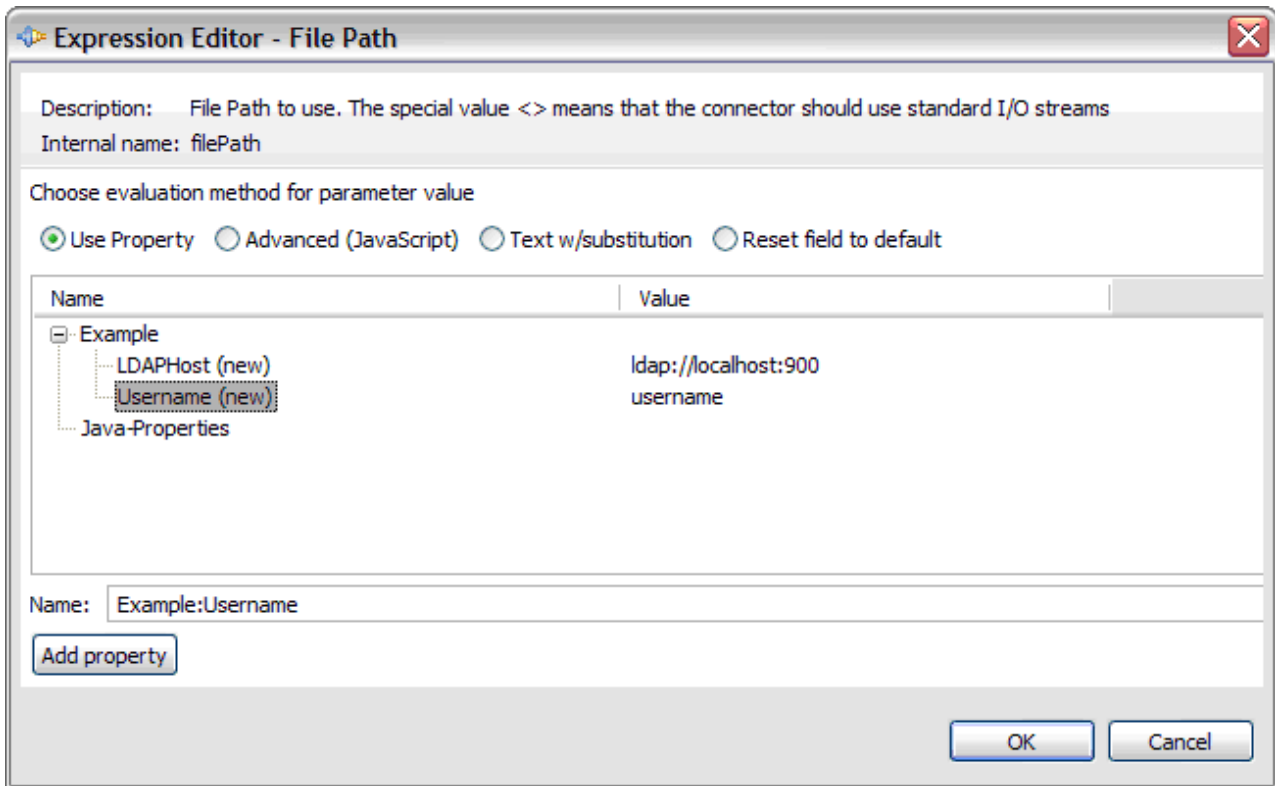 Expression Editor - File Path
Description: File Path to use. The special value <> means that the connector should use standard I/O streams
Internal name: filePath
Choose evaluation method for parameter value
Use Property Advanced (JavaScript) Text w/substitution Reset field to default
Name Value
Example
LDAPHost (new) ldap://localhost:900
Username (new) username
Java-Properties
Name: Example:Username
Add property
OK Cancel